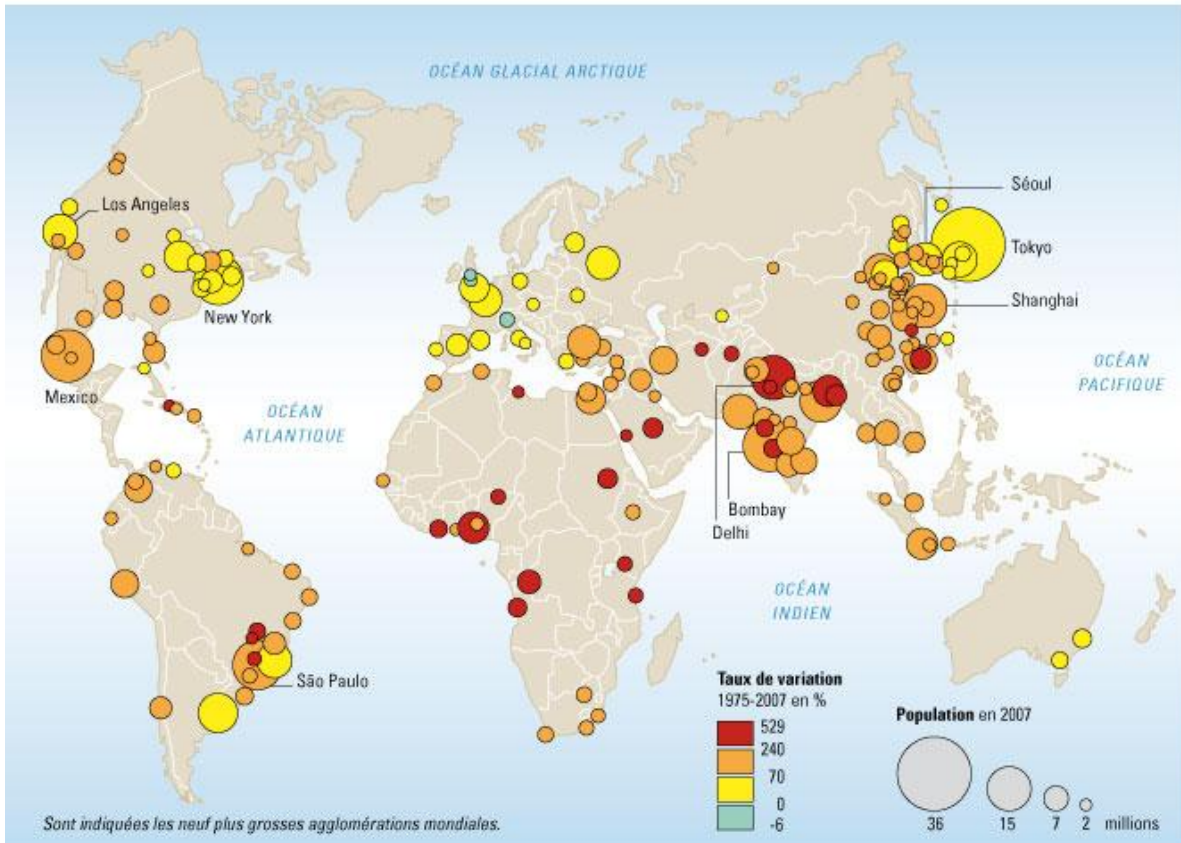 OCÉAN GLACIAL ARCTIQUE
Séoul
Los Angeles
Tokyo
Shanghai
New York
OCÉAN
PACIFIQUE
Mexico
OCÉAN
ATLANTIQUE
Bombay
Delhi
OCÉAN
INDIEN
São Paulo
Taux de variation
1975-2007 en %
529
240
70
0
-6
Population en 2007
36 15 7 2 millions
Sont indiquées les neuf plus grosses agglomérations mondiales.